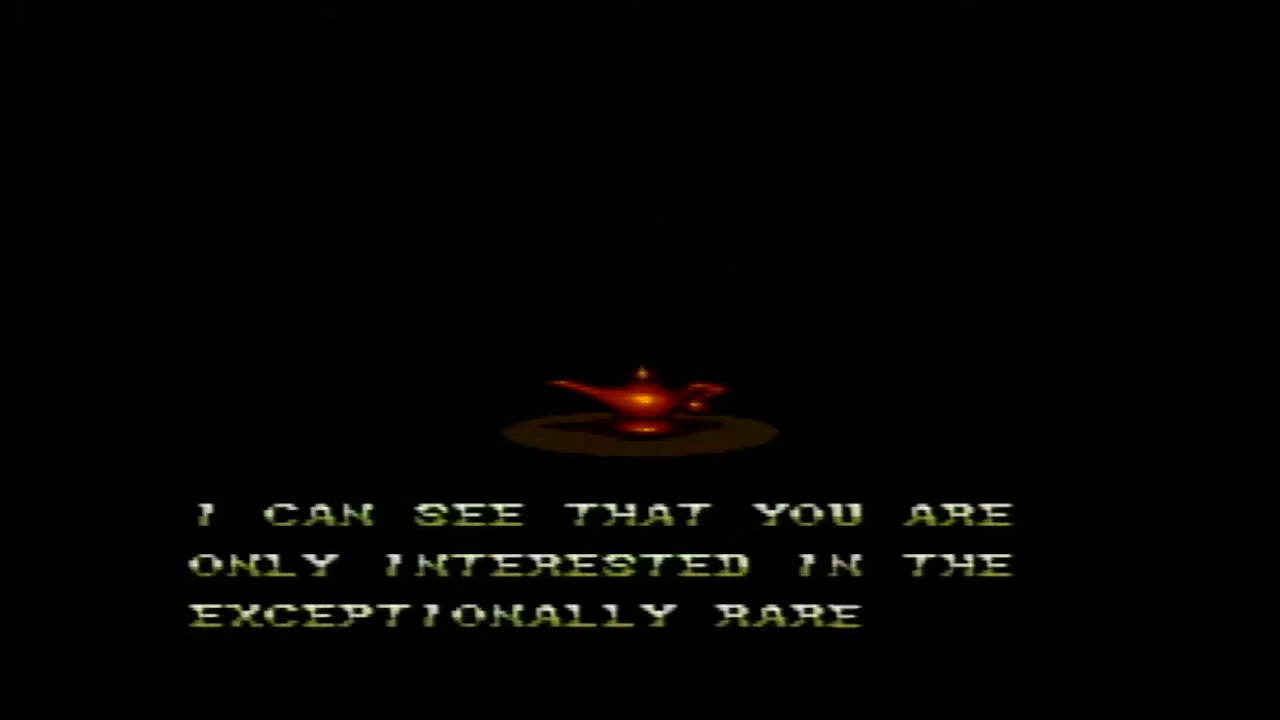 I CAN SEE THAT YOU ARE
ONLY INTERESTED IN THE
EXCEPTIONALLY RARE